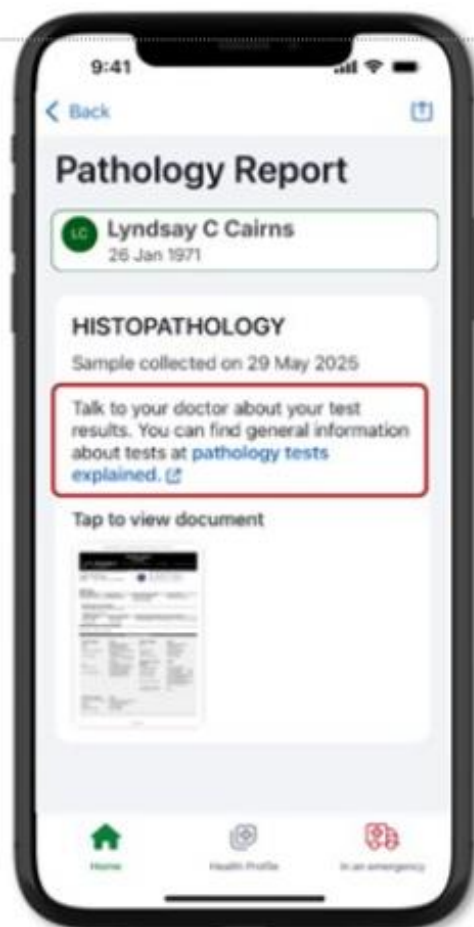 9:41
Back
Pathology Report
LC
Lyndsay C Cairns
26 Jan 1971
HISTOPATHOLOGY
Sample collected on 29 May 2025
Talk to your doctor about your test
results. You can find general information
about tests at pathology tests
explained.
Tap to view document
Home
Health Profile
In an emergency